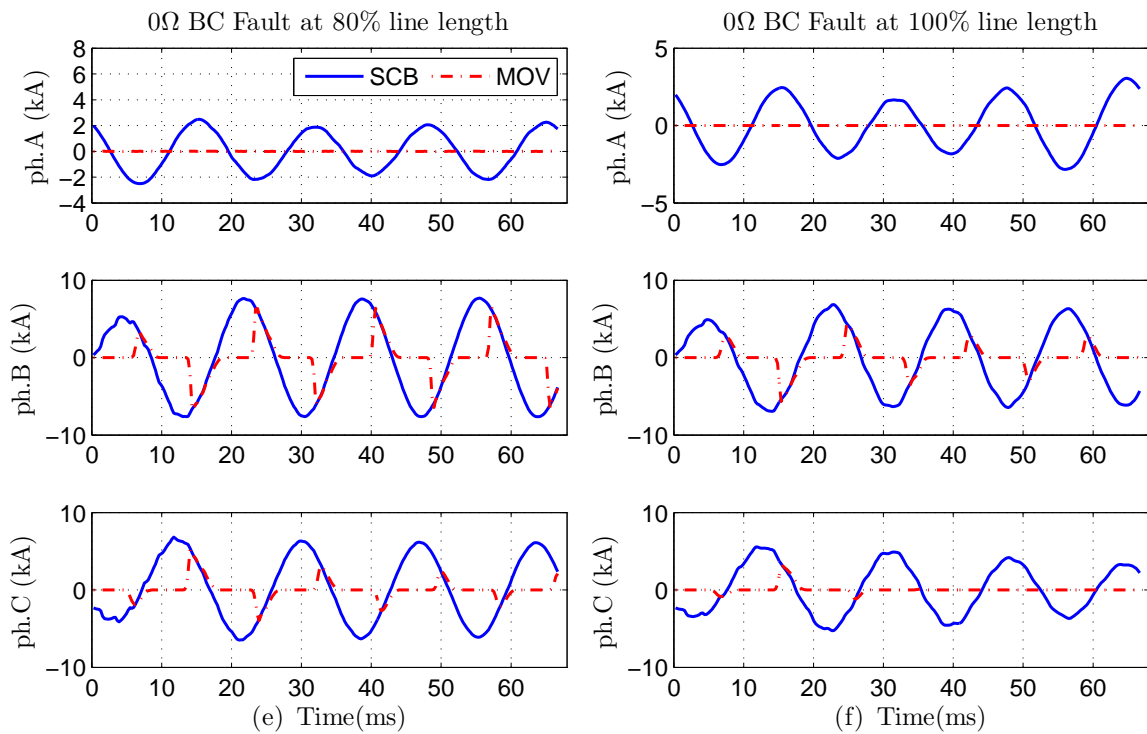 0Ω BC Fault at 80% line length
8
6
4
2
0
−2
−4
ph.A (kA)
SCB
MOV
0 10 20 30 40 50 60
10
0
−10
ph.B (kA)
0 10 20 30 40 50 60
10
0
−10
ph.C (kA)
0 10 20 30 40 50 60
(e) Time(ms)
0Ω BC Fault at 100% line length
5
0
−5
ph.A (kA)
0 10 20 30 40 50 60
10
0
−10
ph.B (kA)
0 10 20 30 40 50 60
10
0
−10
ph.C (kA)
0 10 20 30 40 50 60
(f) Time(ms)